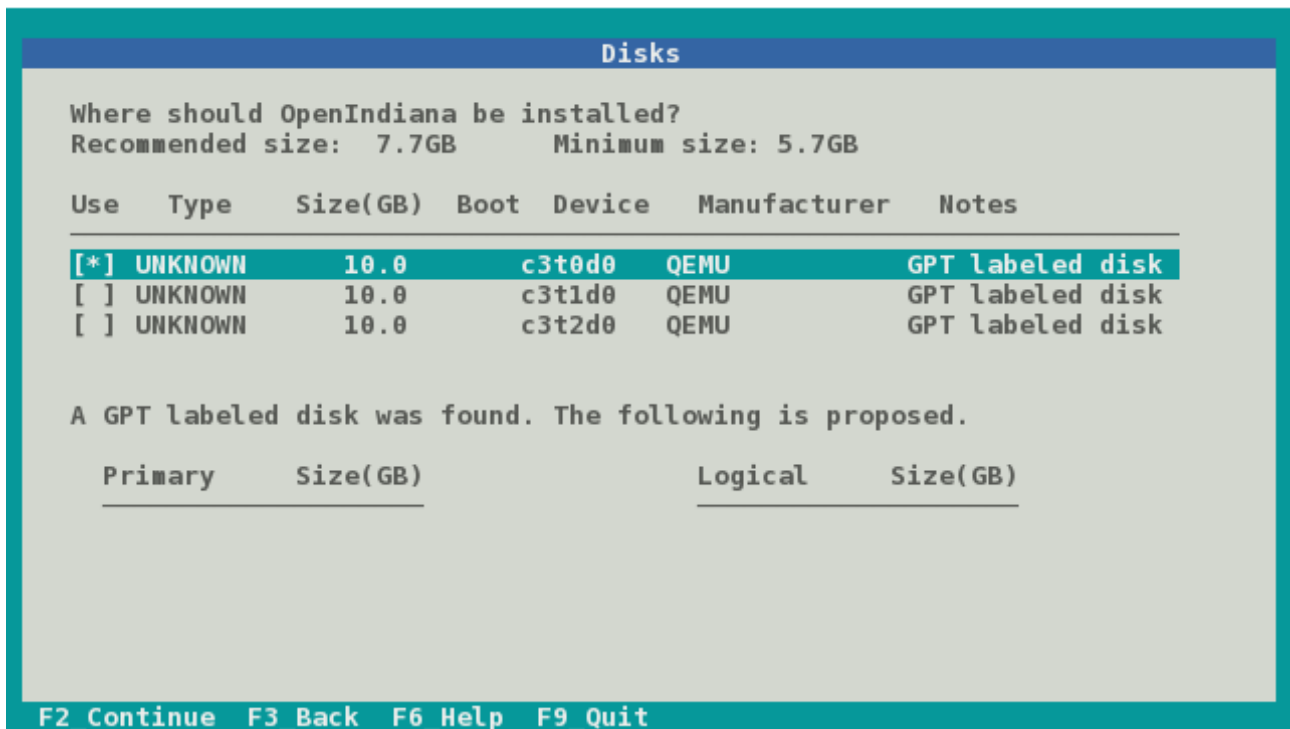 Disks
Where should OpenIndiana be installed?
Recommended size:  7.7GB      Minimum size: 5.7GB
Use   Type    Size(GB)  Boot  Device   Manufacturer   Notes
[*] UNKNOWN      10.0       c3t0d0   QEMU           GPT labeled disk
[ ] UNKNOWN      10.0       c3t1d0   QEMU           GPT labeled disk
[ ] UNKNOWN      10.0       c3t2d0   QEMU           GPT labeled disk
A GPT labeled disk was found. The following is proposed.
Primary     Size(GB)                 Logical     Size(GB)
F2 Continue  F3 Back  F6 Help  F9 Quit